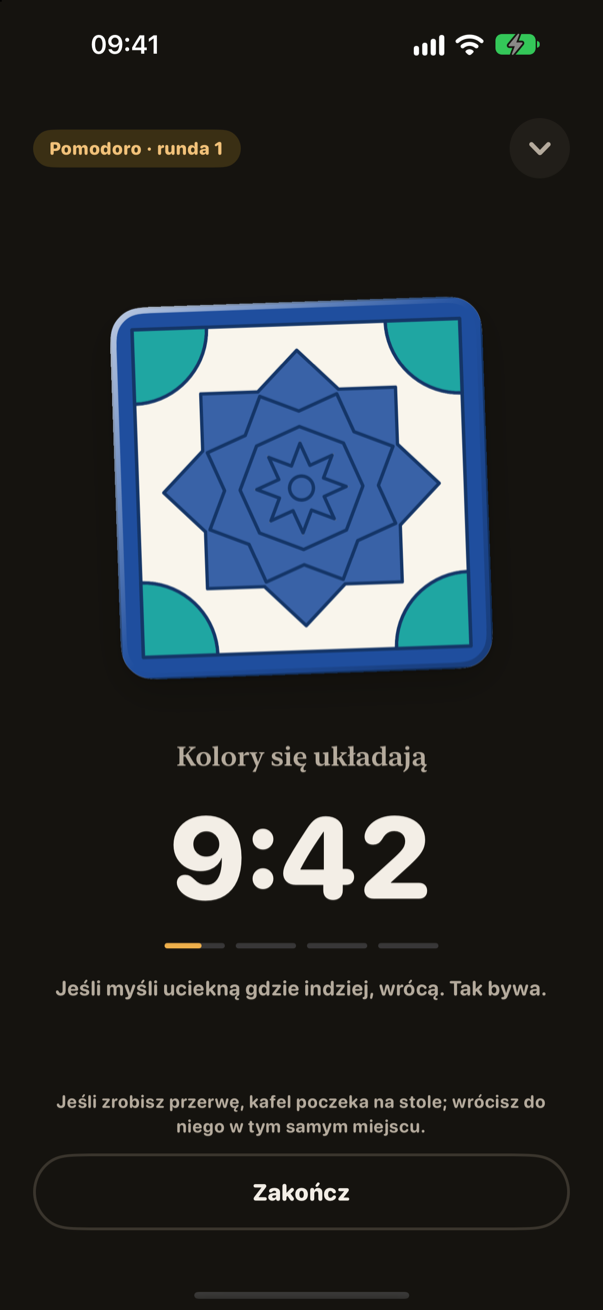 09:41
Pomodoro · runda 1
Kolory się układają
9:42
Jeśli myśli uciekną gdzie indziej, wrócą. Tak bywa.
Jeśli zrobisz przerwę, kafel poczeka na stole; wrócisz do
niego w tym samym miejscu.
Zakończ